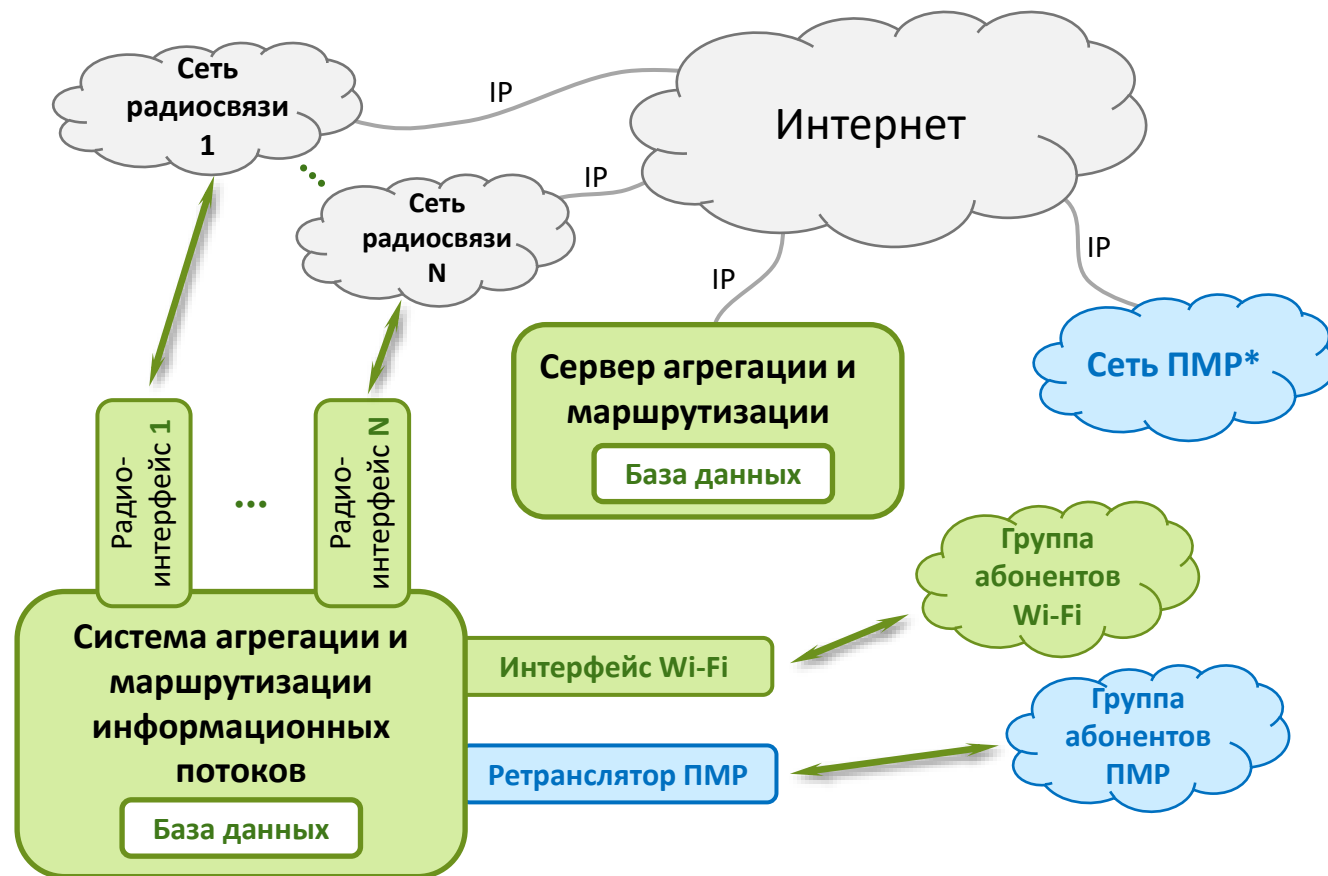 Сеть
радиосвязи
1
IP
Интернет
IP
Сеть
радиосвязи
N
IP
IP
Сеть ПМР*
Сервер агрегации и
маршрутизации
База данных
Радио-
интерфейс 1
...
Радио-
интерфейс N
Группа
абонентов
Wi-Fi
Система агрегации и
маршрутизации
информационных
потоков
База данных
Интерфейс Wi-Fi
Ретранслятор ПМР
Группа
абонентов
ПМР